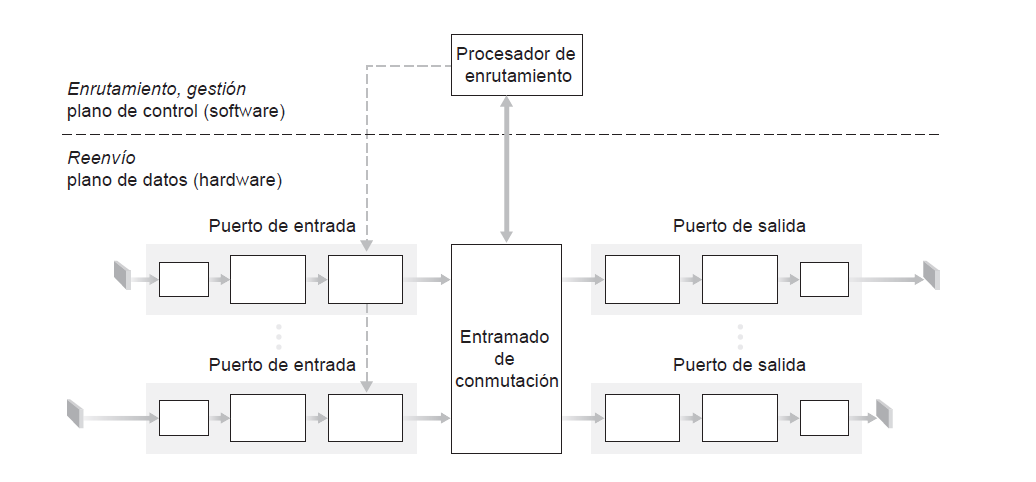 Procesador de
enrutamiento
Enrutamiento, gestión
plano de control (software)
Reenvío
plano de datos (hardware)
Puerto de entrada
Puerto de salida
Entramado
de
conmutación
Puerto de entrada
Puerto de salida